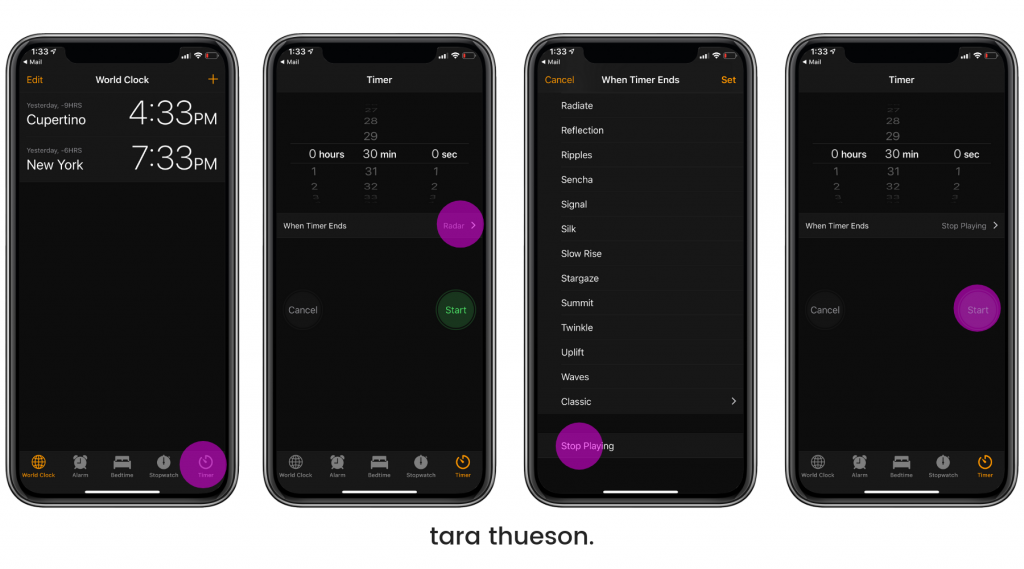 1:33
Mail
Edit
World Clock
+
Yesterday, -9HRS
Cupertino
4:33PM
Yesterday, -6HRS
New York
7:33PM
World Clock
Alarm
Bedtime
Stopwatch
Timer
1:33
Mail
Timer
27
28
29
0 hours 30 min 0 sec
1 31 1
2 32 2
3 33 3
When Timer Ends
Radar
Cancel
Start
World Clock
Alarm
Bedtime
Stopwatch
Timer
1:33
Mail
Cancel
When Timer Ends
Set
Radiate
Reflection
Ripples
Sencha
Signal
Silk
Slow Rise
Stargaze
Summit
Twinkle
Uplift
Waves
Classic
Stop Playing
1:33
Mail
Timer
27
28
29
0 hours 30 min 0 sec
1 31 1
2 32 2
3 33 3
When Timer Ends
Stop Playing
Cancel
Start
World Clock
Alarm
Bedtime
Stopwatch
Timer
tara thueson.